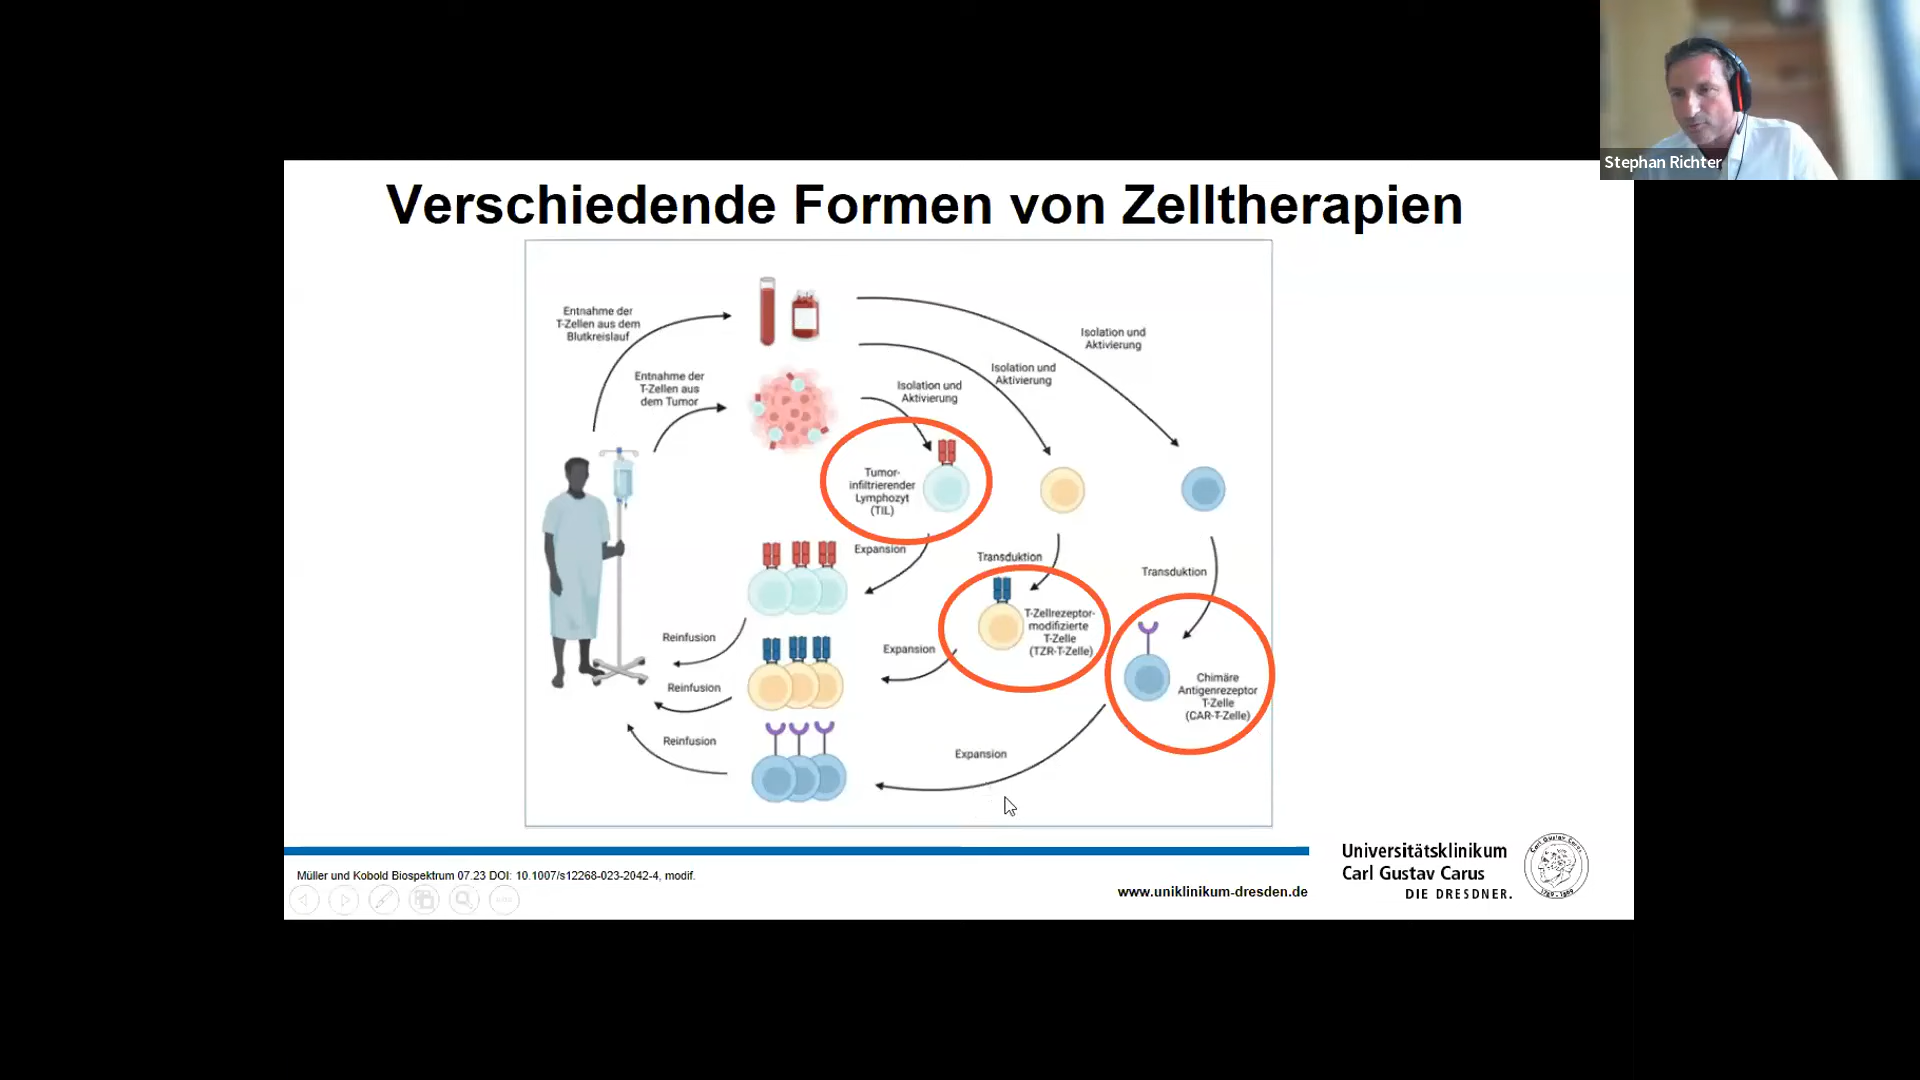 Stephan Richter
Verschiedende Formen von Zelltherapien
Entnahme der
T-Zellen aus dem
Blutkreislauf
Entnahme der
T-Zellen aus
dem Tumor
Isolation und
Aktivierung
Isolation und
Aktivierung
Isolation und
Aktivierung
Tumor-
infiltrierender
Lymphozyt
(TIL)
Expansion
Transduktion
Transduktion
T-Zellrezeptor-
modifizierte
T-Zelle
(TZR-T-Zelle)
Chimäre
Antigenrezeptor
T-Zelle
(CAR-T-Zelle)
Reinfusion
Expansion
Reinfusion
Reinfusion
Expansion
Müller und Kobold Biospektrum 07.23 DOI: 10.1007/s12268-023-2042-4, modif.
www.uniklinikum-dresden.de
Universitätsklinikum
Carl Gustav Carus
DIE DRESDNER.